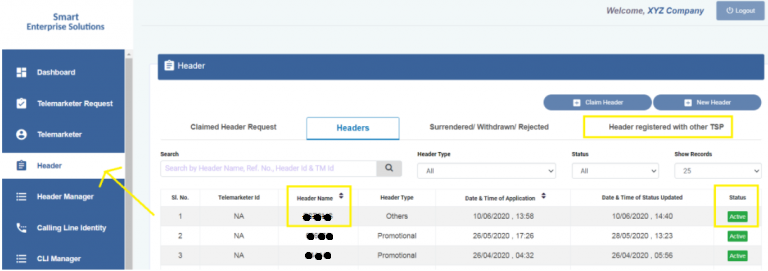 Smart
Enterprise Solutions
Welcome, XYZ Company
Logout
Dashboard
Telemarketer Request
Telemarketer
Header
Header Manager
Calling Line Identity
CLI Manager
Header
Claim Header
New Header
Claimed Header Request
Headers
Surrendered/ Withdrawn/ Rejected
Header registered with other TSP
Search
Header Type
Status
Show Records
Search by Header Name, Ref. No., Header Id & TM Id
All
All
25
Sl. No. Telemarketer Id Header Name Header Type Date & Time of Application Date & Time of Status Updated Status
1 NA Others 10/06/2020 , 13:58 10/06/2020 , 14:40 Active
2 NA Promotional 26/05/2020 , 17:26 28/05/2020 , 13:23 Active
3 NA Promotional 26/04/2020 , 04:32 26/04/2020 , 05:56 Active